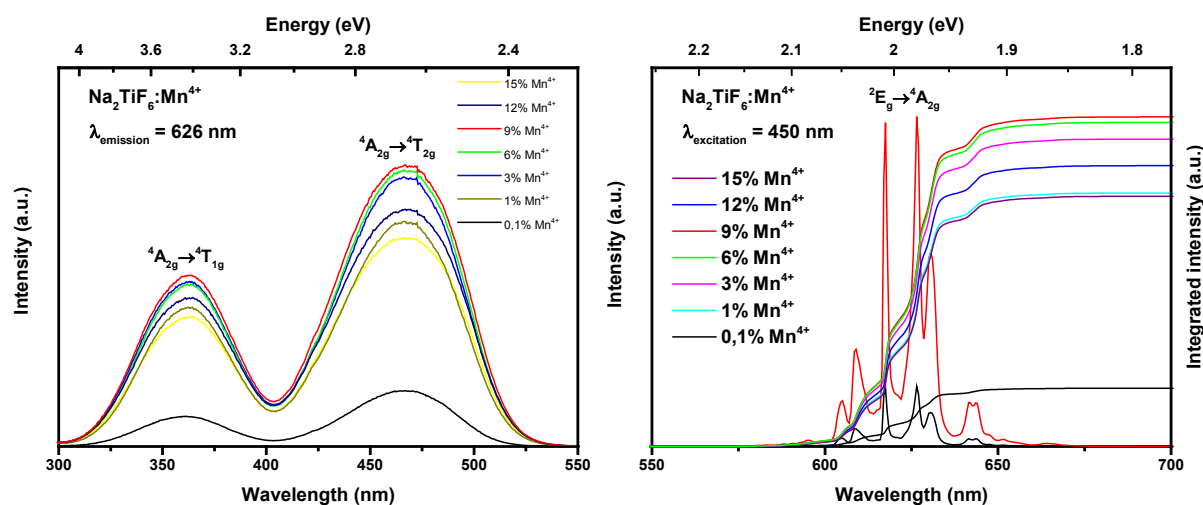 Energy (eV)
4 3.6 3.2 2.8 2.4
Na₂TiF₆:Mn⁴⁺
λemission = 626 nm
15% Mn⁴⁺
12% Mn⁴⁺
9% Mn⁴⁺
6% Mn⁴⁺
3% Mn⁴⁺
1% Mn⁴⁺
0,1% Mn⁴⁺
⁴A₂g→⁴T₂g
⁴A₂g→⁴T₁g
Intensity (a.u.)
300 350 400 450 500 550
Wavelength (nm)
Energy (eV)
2.2 2.1 2 1.9 1.8
Na₂TiF₆:Mn⁴⁺
²Eg→⁴A₂g
λexcitation = 450 nm
15% Mn⁴⁺
12% Mn⁴⁺
9% Mn⁴⁺
6% Mn⁴⁺
3% Mn⁴⁺
1% Mn⁴⁺
0,1% Mn⁴⁺
Intensity (a.u.)
Integrated intensity (a.u.)
550 600 650 700
Wavelength (nm)